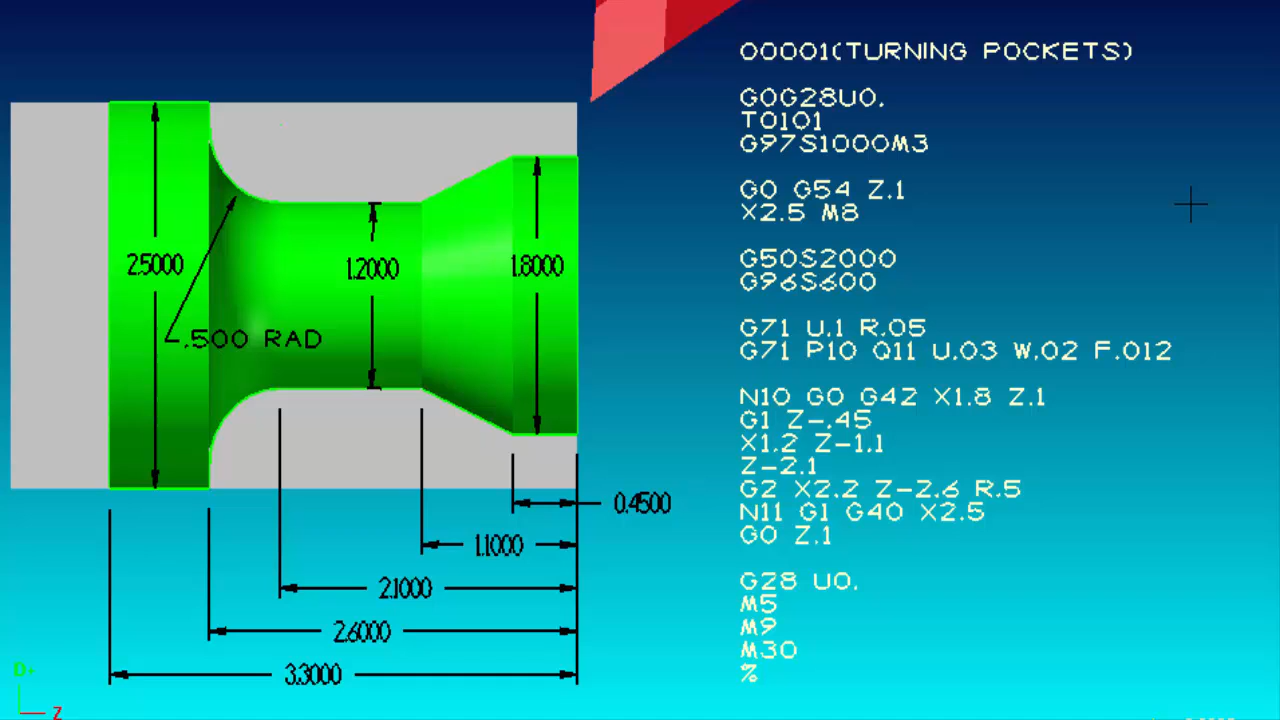 2.5000
.500 RAD
1.2000
1.8000
0.4500
1.1000
2.1000
2.6000
3.3000
D+
Z
O0001(TURNING POCKETS)
G0G28U0.
T0101
G97S1000M3
G0 G54 Z.1
X2.5 M8
G50S2000
G96S600
G71 U.1 R.05
G71 P10 Q11 U.03 W.02 F.012
N10 G0 G42 X1.8 Z.1
G1 Z-.45
X1.2 Z-1.1
Z-2.1
G2 X2.2 Z-2.6 R.5
N11 G1 G40 X2.5
G0 Z.1
G28 U0.
M5
M9
M30
%